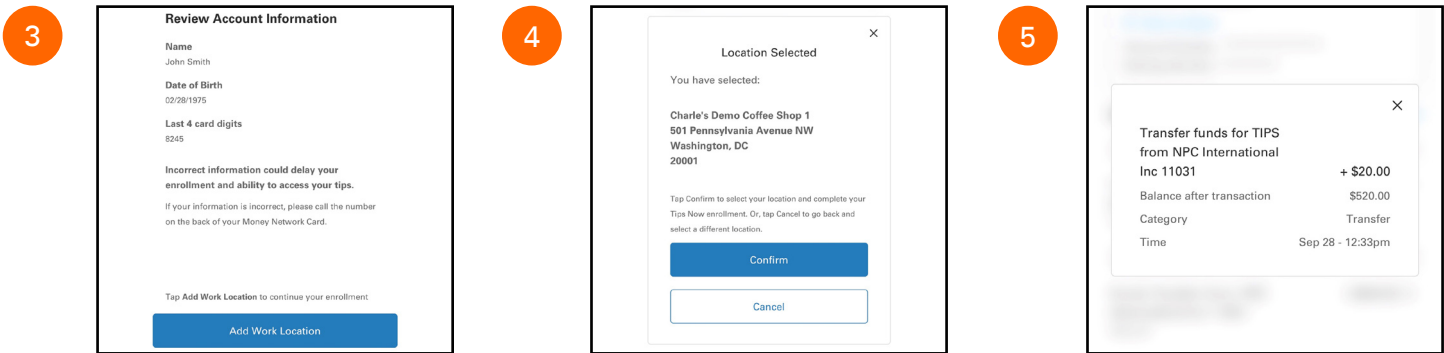 3
Review Account Information
Name
John Smith
Date of Birth
02/28/1975
Last 4 card digits
8245
Incorrect information could delay your
enrollment and ability to access your tips.
If your information is incorrect, please call the number
on the back of your Money Network Card.
Tap Add Work Location to continue your enrollment
Add Work Location
4
Location Selected
You have selected:
Charle's Demo Coffee Shop 1
501 Pennsylvania Avenue NW
Washington, DC
20001
Tap Confirm to select your location and complete your
Tips Now enrollment. Or, tap Cancel to go back and
select a different location.
Confirm
Cancel
5
Transfer funds for TIPS
from NPC International
Inc 11031 + $20.00
Balance after transaction $520.00
Category Transfer
Time Sep 28 - 12:33pm